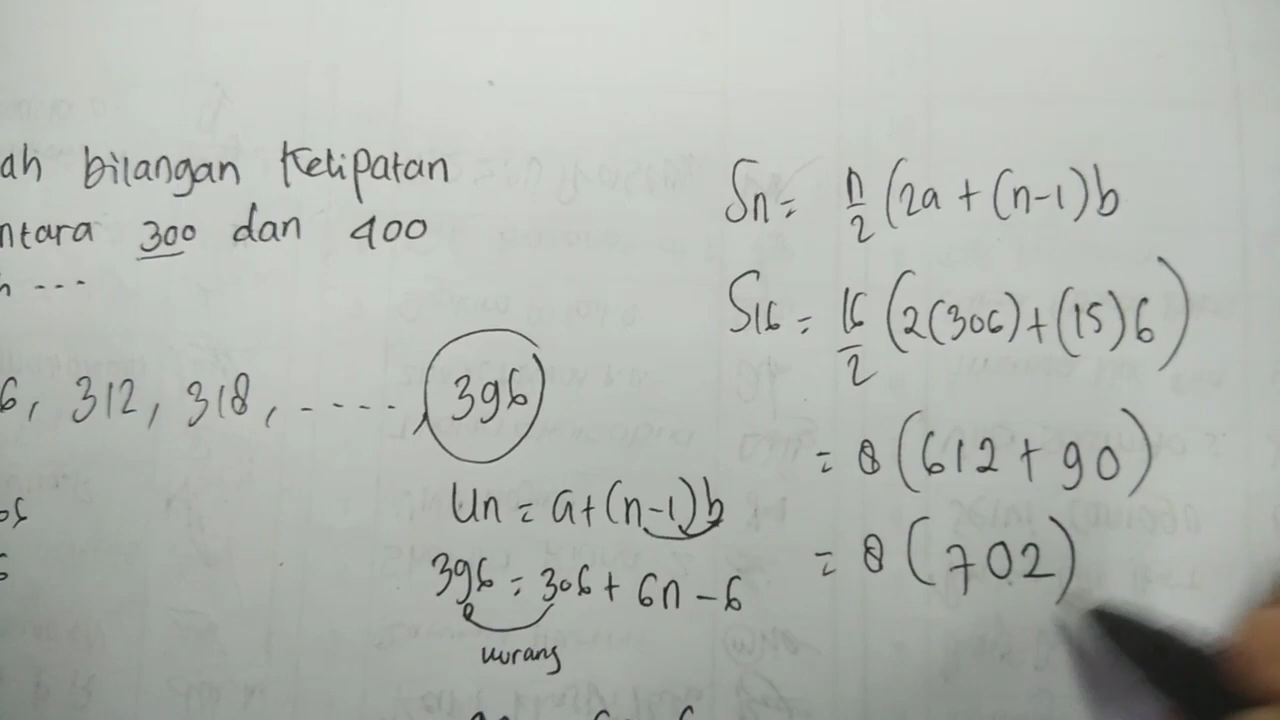 ah bilangan Kelipatan
ntara 300 dan 400
...
6, 312, 318, ....., 396
Un = a+(n-1)b
396 = 306 + 6n - 6
kurang
Sn = n/2 (2a + (n-1)b
S16 = 16/2 (2(306)+(15)6)
= 8 (612 + 90)
= 8 (702)